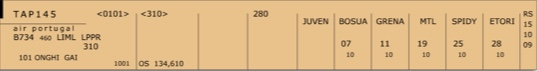 TAP145 <0101> <310> 280 JUVEN BOSUA GRENA MTL SPIDY ETORI RS
air portugal 15
B734 460 LIML LPPR 07 11 19 25 28 10
310 10 10 10 10 10 09
101 ONGHI GAI 1001 OS 134,610